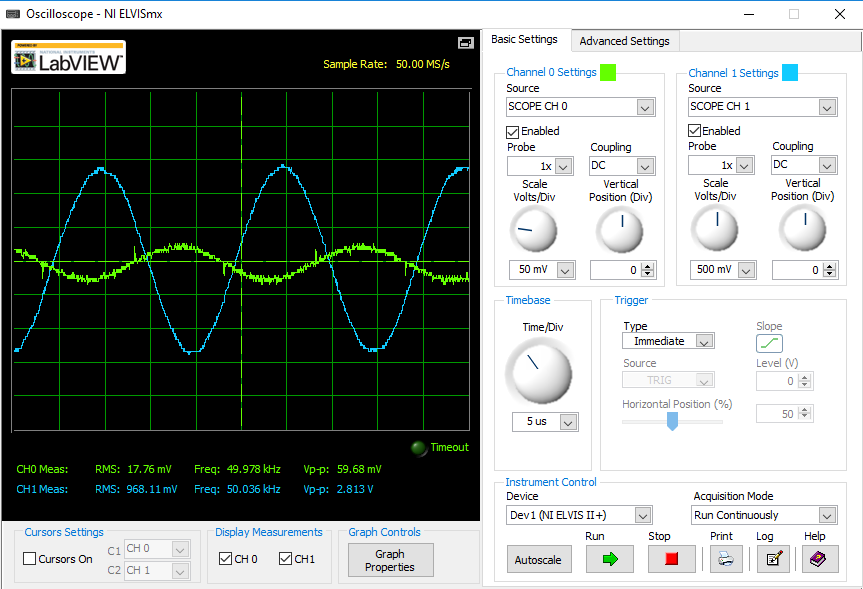 Oscilloscope - NI ELVISmx
POWERED BY
NATIONAL INSTRUMENTS
LabVIEW™
Sample Rate: 50.00 MS/s
Timeout
CH0 Meas: RMS: 17.76 mV Freq: 49.978 kHz Vp-p: 59.68 mV
CH1 Meas: RMS: 968.11 mV Freq: 50.036 kHz Vp-p: 2.813 V
Cursors Settings
Cursors On
C1 CH 0
C2 CH 1
Display Measurements
CH 0 CH1
Graph Controls
Graph
Properties
Basic Settings Advanced Settings
Channel 0 Settings
Source
SCOPE CH 0
Enabled
Probe Coupling
1x DC
Scale Vertical
Volts/Div Position (Div)
50 mV 0
Channel 1 Settings
Source
SCOPE CH 1
Enabled
Probe Coupling
1x DC
Scale Vertical
Volts/Div Position (Div)
500 mV 0
Timebase
Time/Div
5 us
Trigger
Type Slope
Immediate
Source Level (V)
TRIG 0
Horizontal Position (%)
50
Instrument Control
Device Acquisition Mode
Dev1 (NI ELVIS II+) Run Continuously
Run Stop Print Log Help
Autoscale